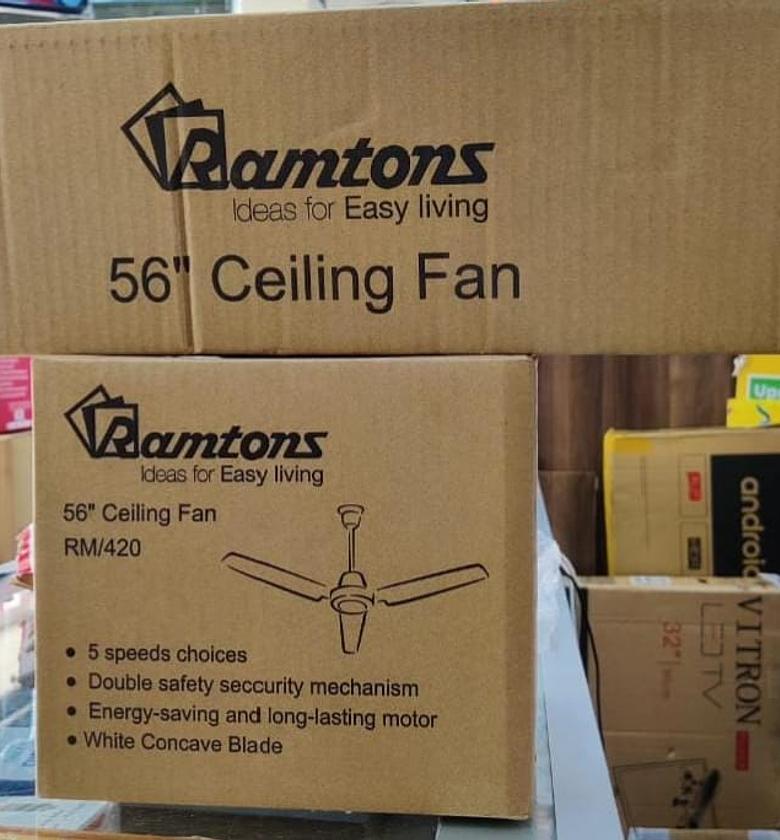 Ramtons
Ideas for Easy living
56" Ceiling Fan
Ramtons
Ideas for Easy living
56" Ceiling Fan
RM/420
• 5 speeds choices
• Double safety seccurity mechanism
• Energy-saving and long-lasting motor
• White Concave Blade
android
VITRON
LED TV
32"